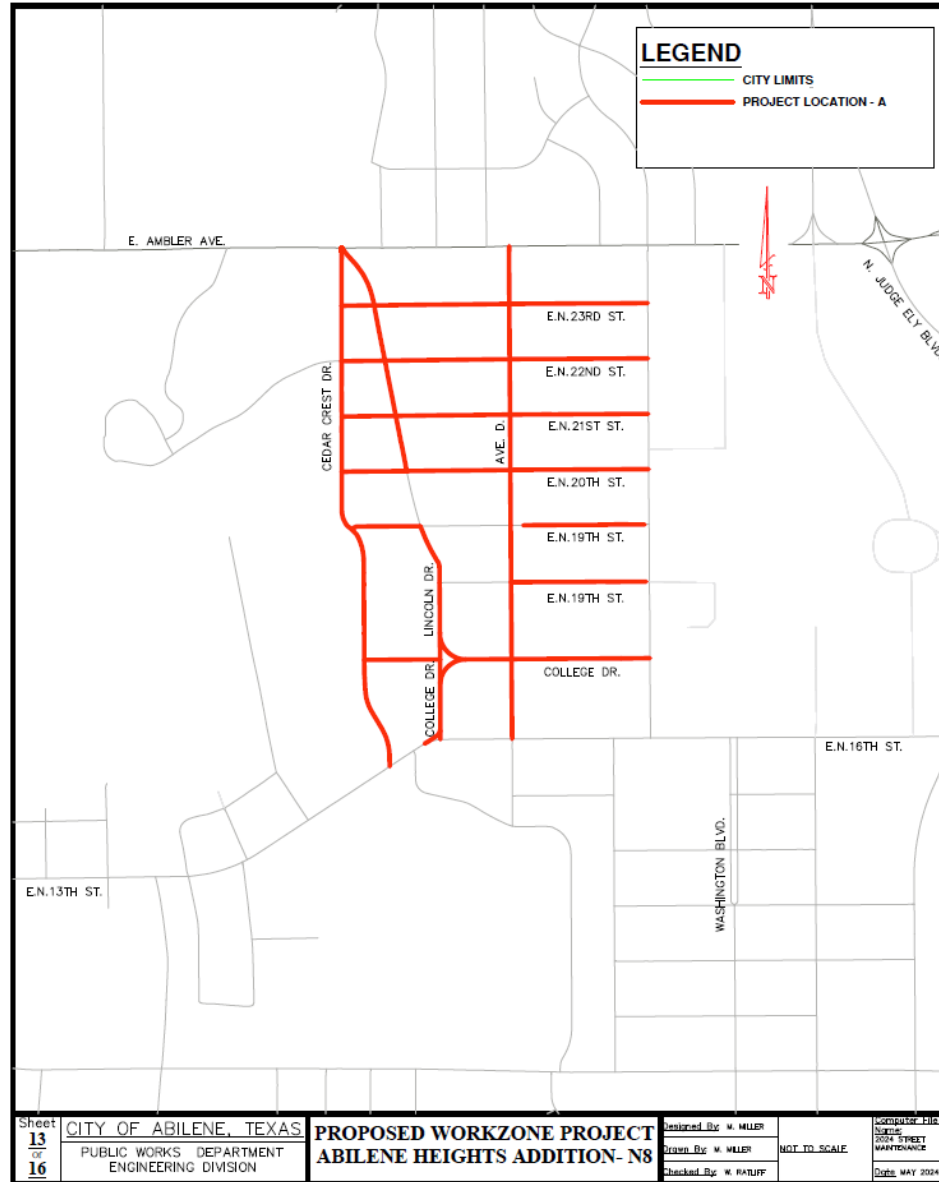 LEGEND
CITY LIMITS
PROJECT LOCATION - A
E. AMBLER AVE.
N. JUDGE ELY BLVD
E.N.23RD ST.
E.N.22ND ST.
CEDAR CREST DR.
AVE. D.
E.N.21ST ST.
E.N.20TH ST.
E.N.19TH ST.
LINCOLN DR.
E.N.19TH ST.
COLLEGE DR.
COLLEGE DR.
E.N.16TH ST.
WASHINGTON BLVD.
E.N.13TH ST.
Sheet
13
or
16
CITY OF ABILENE, TEXAS
PUBLIC WORKS DEPARTMENT
ENGINEERING DIVISION
PROPOSED WORKZONE PROJECT
ABILENE HEIGHTS ADDITION- N8
Designed By: M. MILLER
Drown By: M. MILLER
Checked By: W. RATLIFF
NOT TO SCALE
Computer File
Name:
2024 STREET
MAINTENANCE
Date: MAY 2024